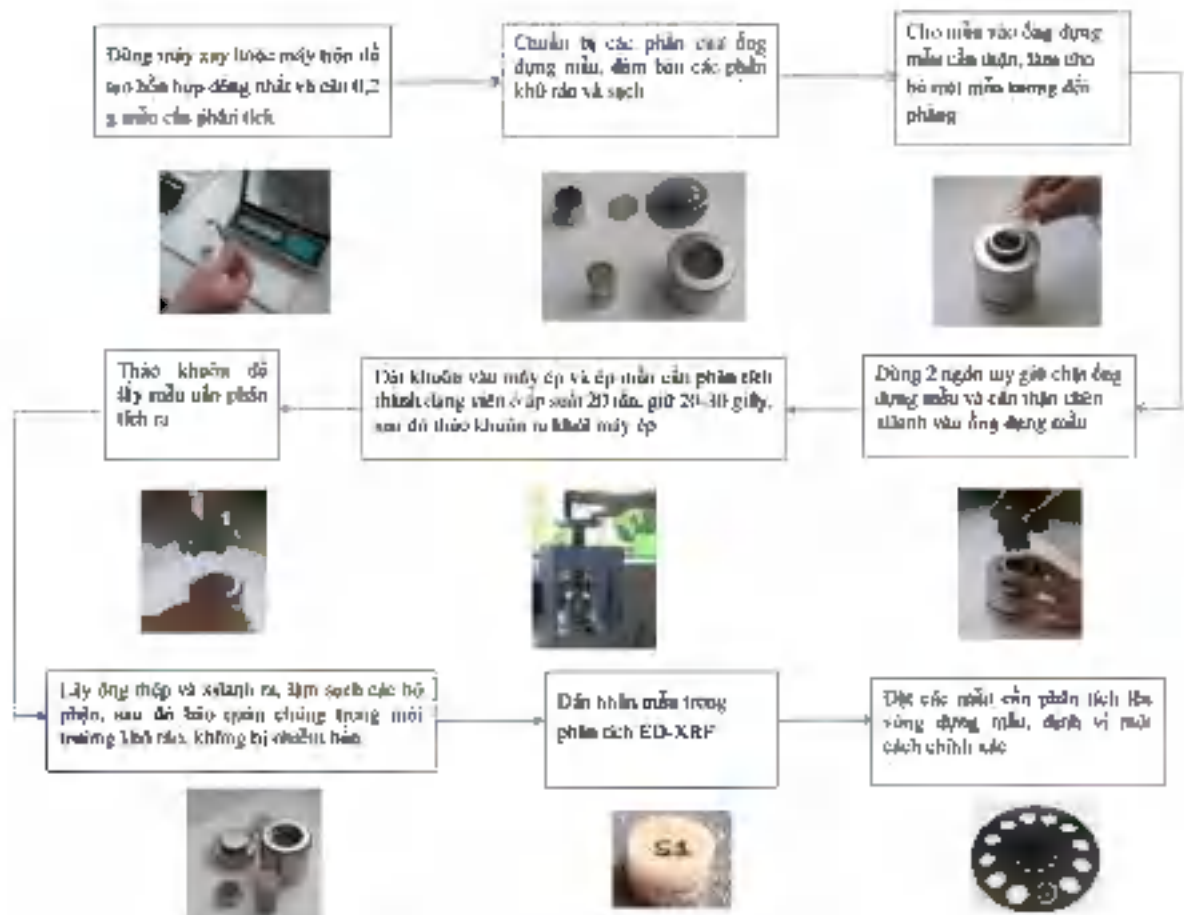 Dùng máy xay hoặc máy trộn để
tạo hỗn hợp đồng nhất và cân 0,2
g mẫu cần phân tích
Chuẩn bị các phần của ống
đựng mẫu, đảm bảo các phần
khô ráo và sạch
Cho mẫu vào ống đựng
mẫu cẩn thận, làm cho
bề mặt mẫu tương đối
phẳng
Dùng 2 ngón tay giữ chặt ống
đựng mẫu và cẩn thận chèn
xilanh vào ống đựng mẫu
Đặt khuôn vào máy ép và ép mẫu cần phân tích
thành dạng viên ở áp suất 20 tấn, giữ 20-30 giây,
sau đó tháo khuôn ra khỏi máy ép
Tháo khuôn để
lấy mẫu cần phân
tích ra
Lấy ống thép và xilanh ra, làm sạch các bộ
phận, sau đó bảo quản chúng trong môi
trường khô ráo, không bị nhiễm bẩn
Dán nhãn mẫu trong
phân tích ED-XRF
S1
Đặt các mẫu cần phân tích lên
vòng đựng mẫu, định vị một
cách chính xác